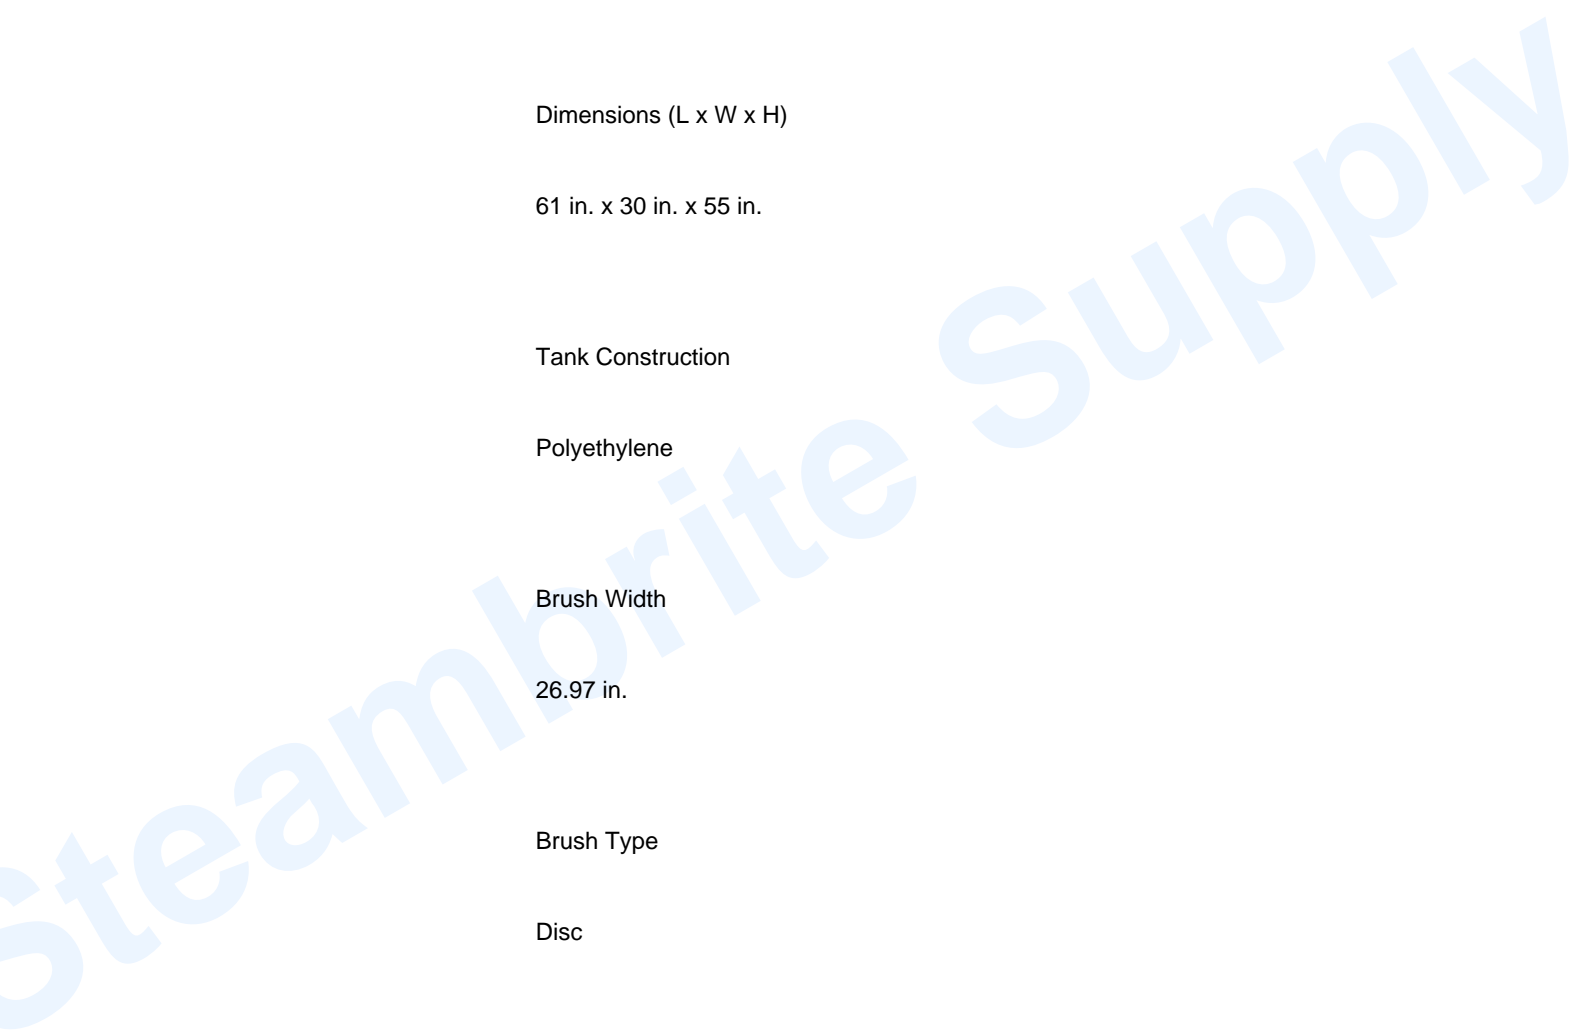 Dimensions (L x W x H)
61 in. x 30 in. x 55 in.
Tank Construction
Polyethylene
Brush Width
26.97 in.
Brush Type
Disc
Steambrite Supply